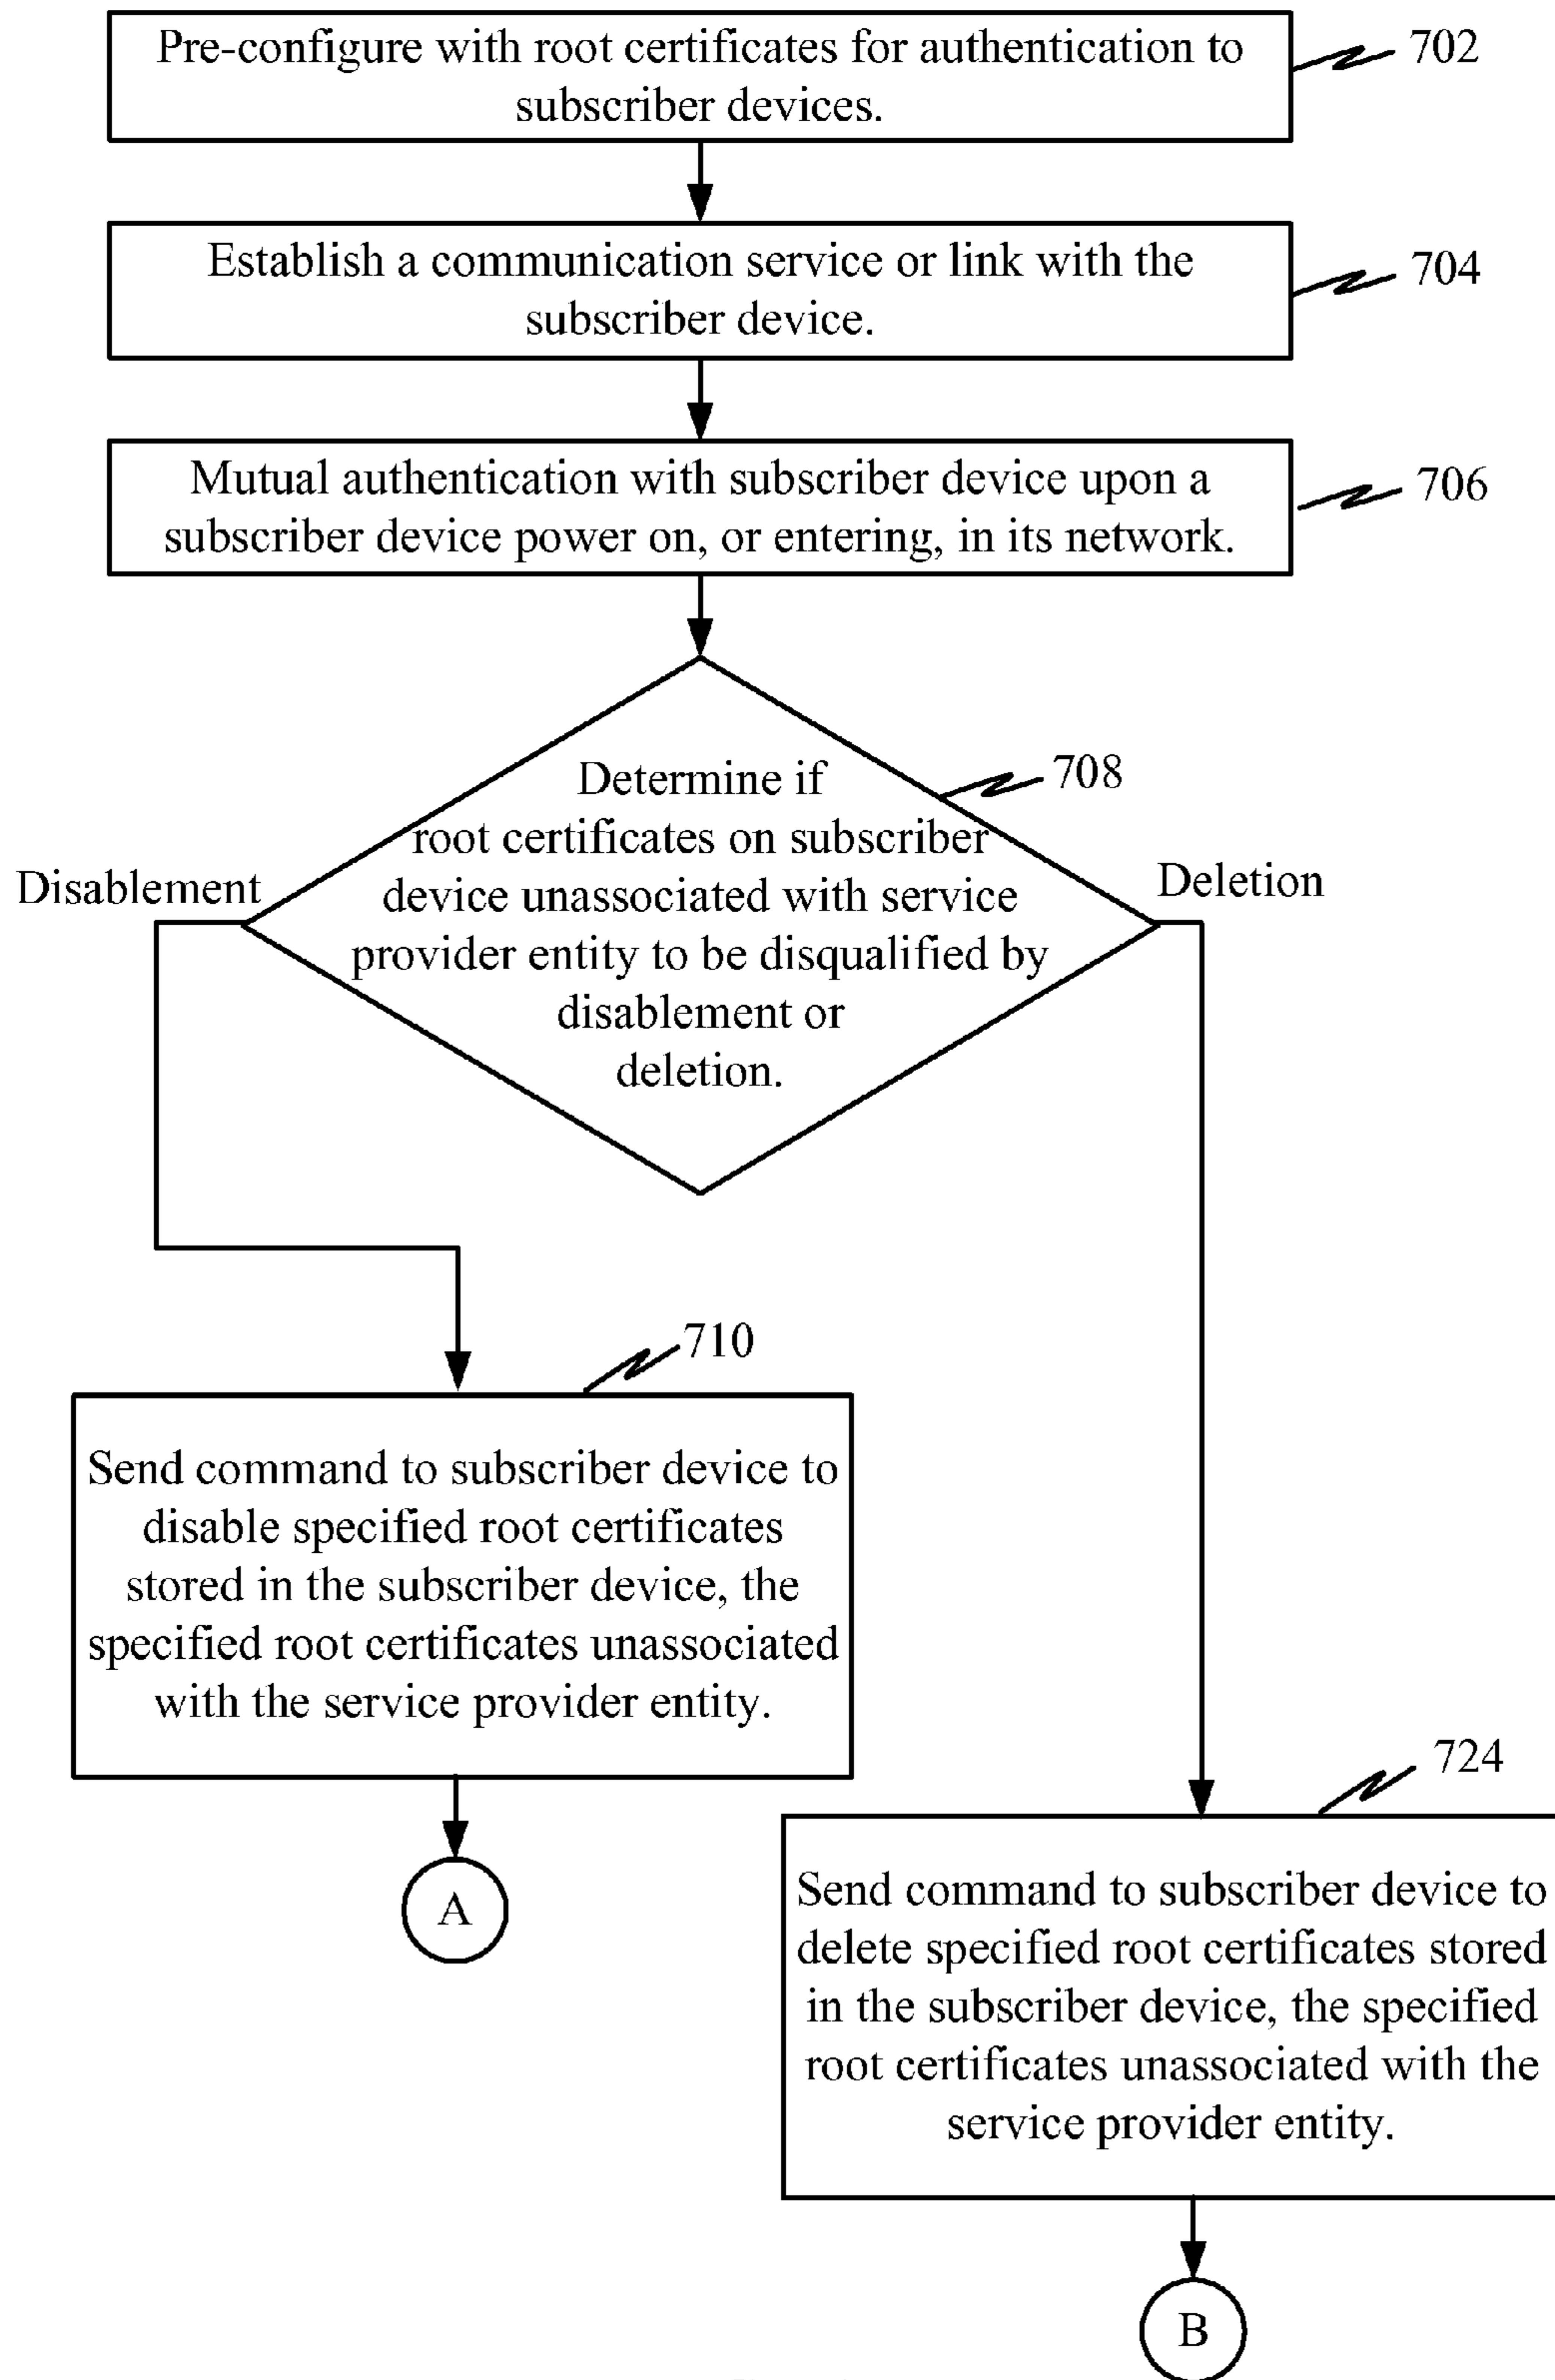 Pre-configure with root certificates for authentication to
subscriber devices.
702
Establish a communication service or link with the
subscriber device.
704
Mutual authentication with subscriber device upon a
subscriber device power on, or entering, in its network.
706
Determine if
root certificates on subscriber
device unassociated with service
provider entity to be disqualified by
disablement or
deletion.
708
Disablement
Deletion
710
Send command to subscriber device to
disable specified root certificates
stored in the subscriber device, the
specified root certificates unassociated
with the service provider entity.
A
724
Send command to subscriber device to
delete specified root certificates stored
in the subscriber device, the specified
root certificates unassociated with the
service provider entity.
B